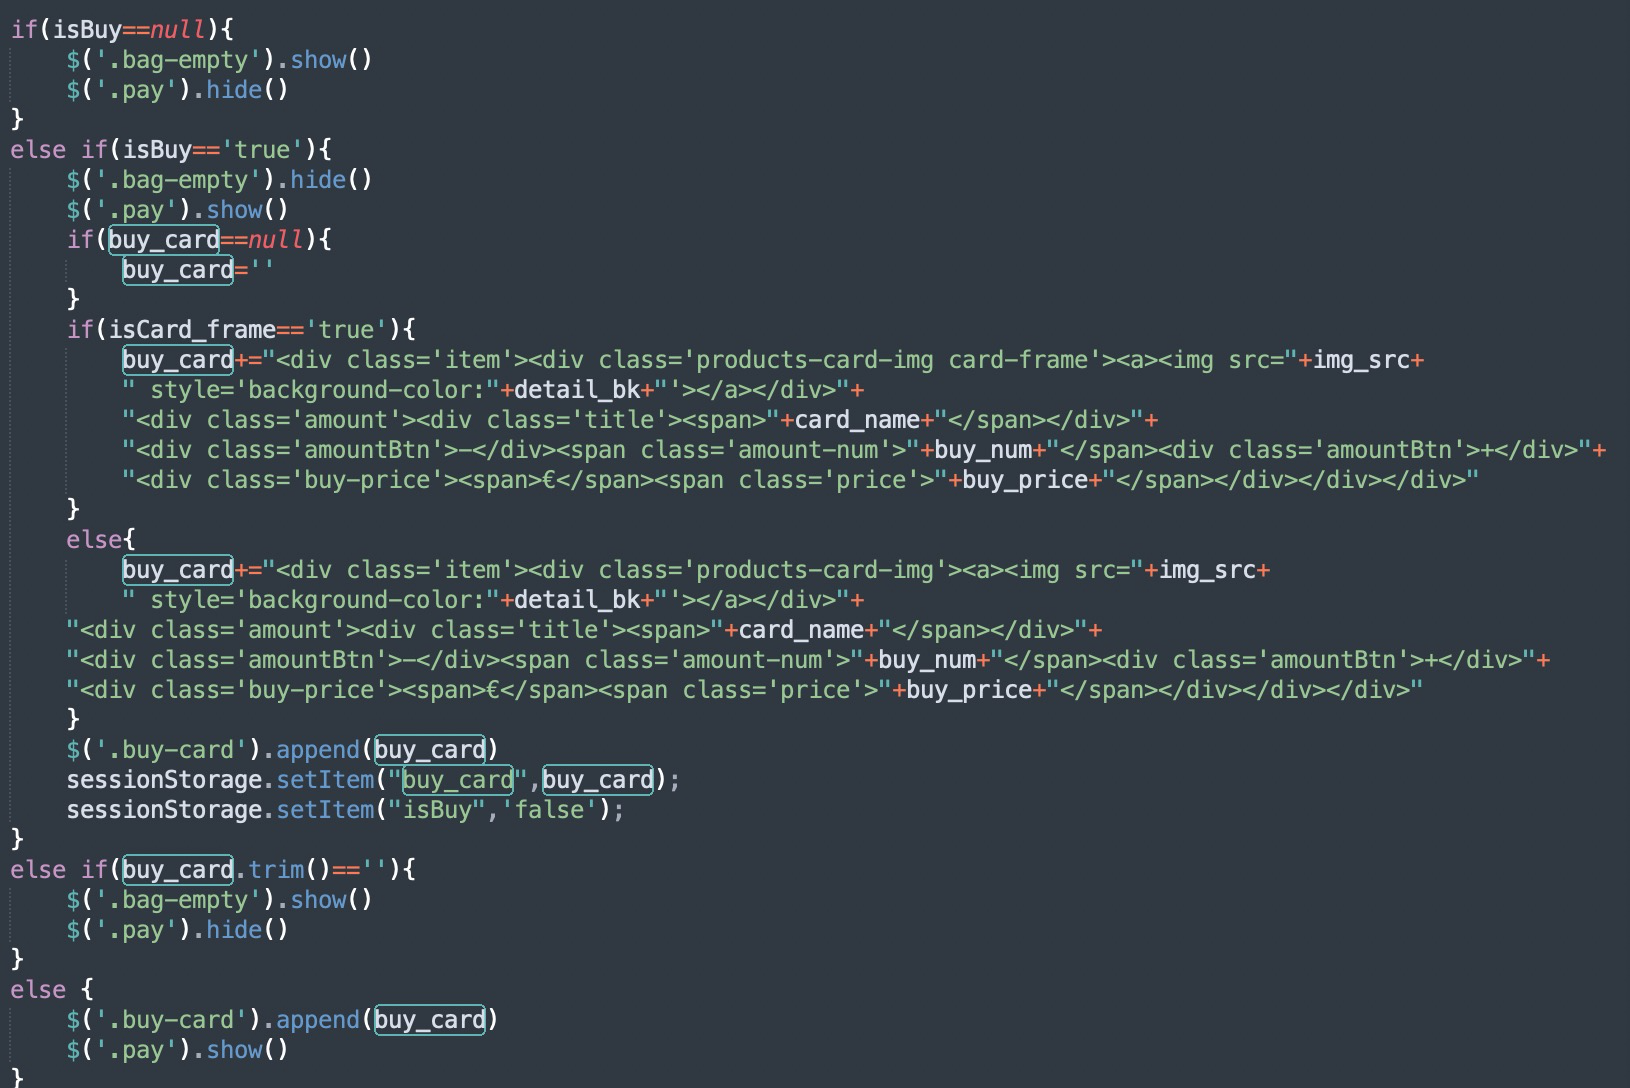 if(isBuy==null){
    $('.bag-empty').show()
    $('.pay').hide()
}
else if(isBuy=='true'){
    $('.bag-empty').hide()
    $('.pay').show()
    if(buy_card==null){
        buy_card=''
    }
    if(isCard_frame=='true'){
        buy_card+="<div class='item'><div class='products-card-img card-frame'><a><img src="+img_src+
        " style='background-color:"+detail_bk+"'></a></div>"+
        "<div class='amount'><div class='title'><span>"+card_name+"</span></div>"+
        "<div class='amountBtn'>-</div><span class='amount-num'>"+buy_num+"</span><div class='amountBtn'>+</div>"+
        "<div class='buy-price'><span>€</span><span class='price'>"+buy_price+"</span></div></div></div>"
    }
    else{
        buy_card+="<div class='item'><div class='products-card-img'><a><img src="+img_src+
        " style='background-color:"+detail_bk+"'></a></div>"+
    "<div class='amount'><div class='title'><span>"+card_name+"</span></div>"+
    "<div class='amountBtn'>-</div><span class='amount-num'>"+buy_num+"</span><div class='amountBtn'>+</div>"+
    "<div class='buy-price'><span>€</span><span class='price'>"+buy_price+"</span></div></div></div>"
    }
    $('.buy-card').append(buy_card)
    sessionStorage.setItem("buy_card",buy_card);
    sessionStorage.setItem("isBuy",'false');
}
else if(buy_card.trim()==''){
    $('.bag-empty').show()
    $('.pay').hide()
}
else {
    $('.buy-card').append(buy_card)
    $('.pay').show()
}